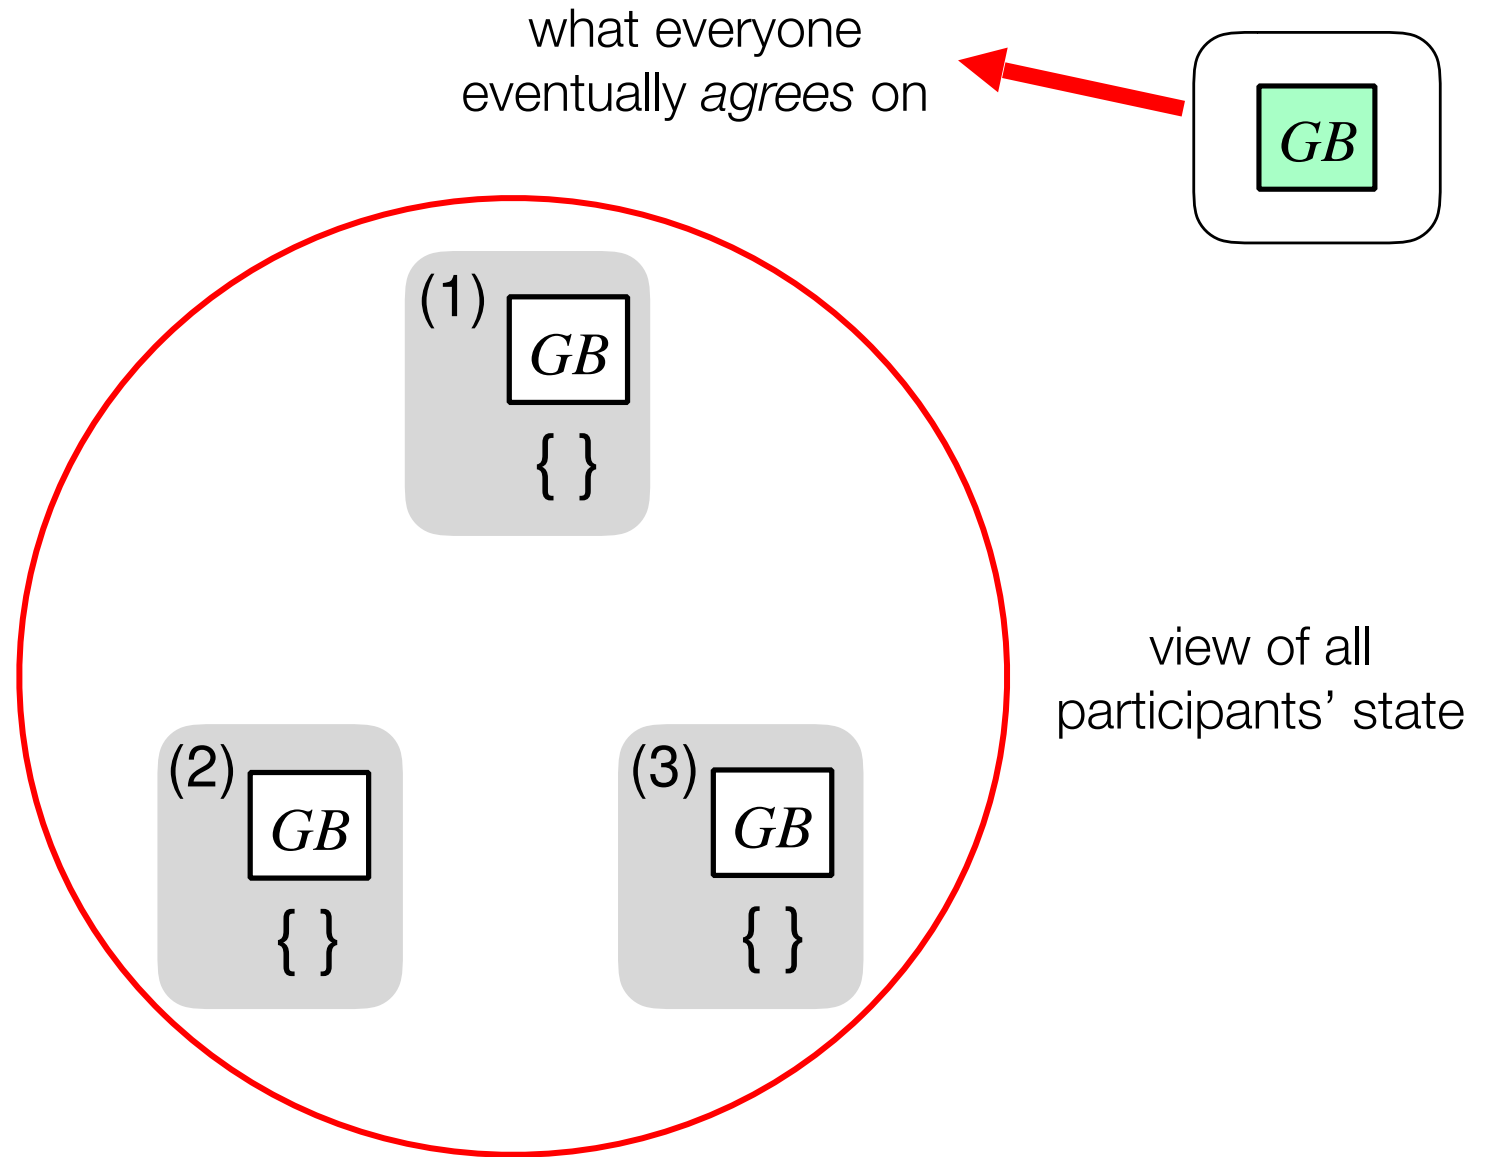 what everyone
eventually agrees on
GB
(1)
GB
{ }
view of all
participants’ state
(2)
GB
{ }
(3)
GB
{ }